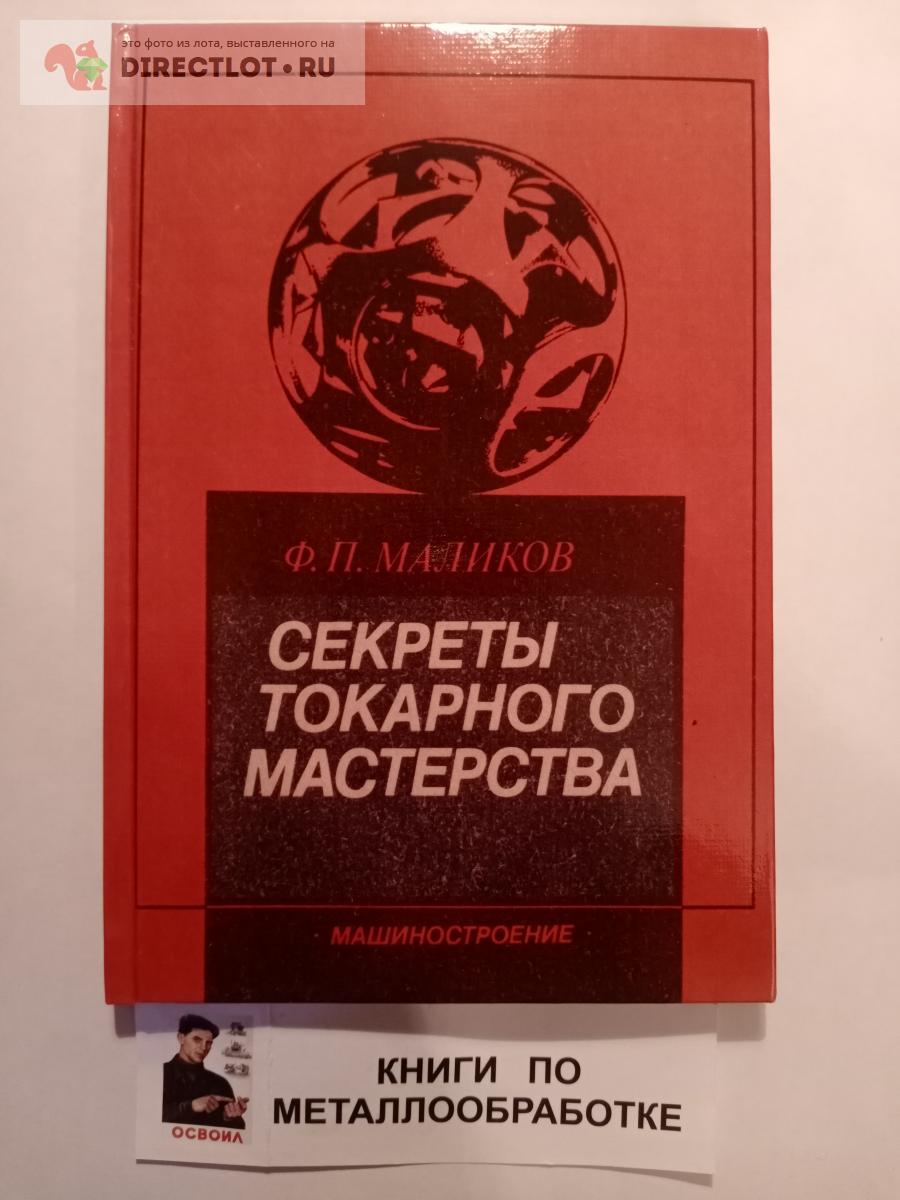 это фото из лота, выставленного на
DIRECTLOT.RU
Ф. П. МАЛИКОВ
СЕКРЕТЫ
ТОКАРНОГО
МАСТЕРСТВА
МАШИНОСТРОЕНИЕ
КНИГИ ПО
МЕТАЛЛООБРАБОТКЕ
ОСВОИЛ